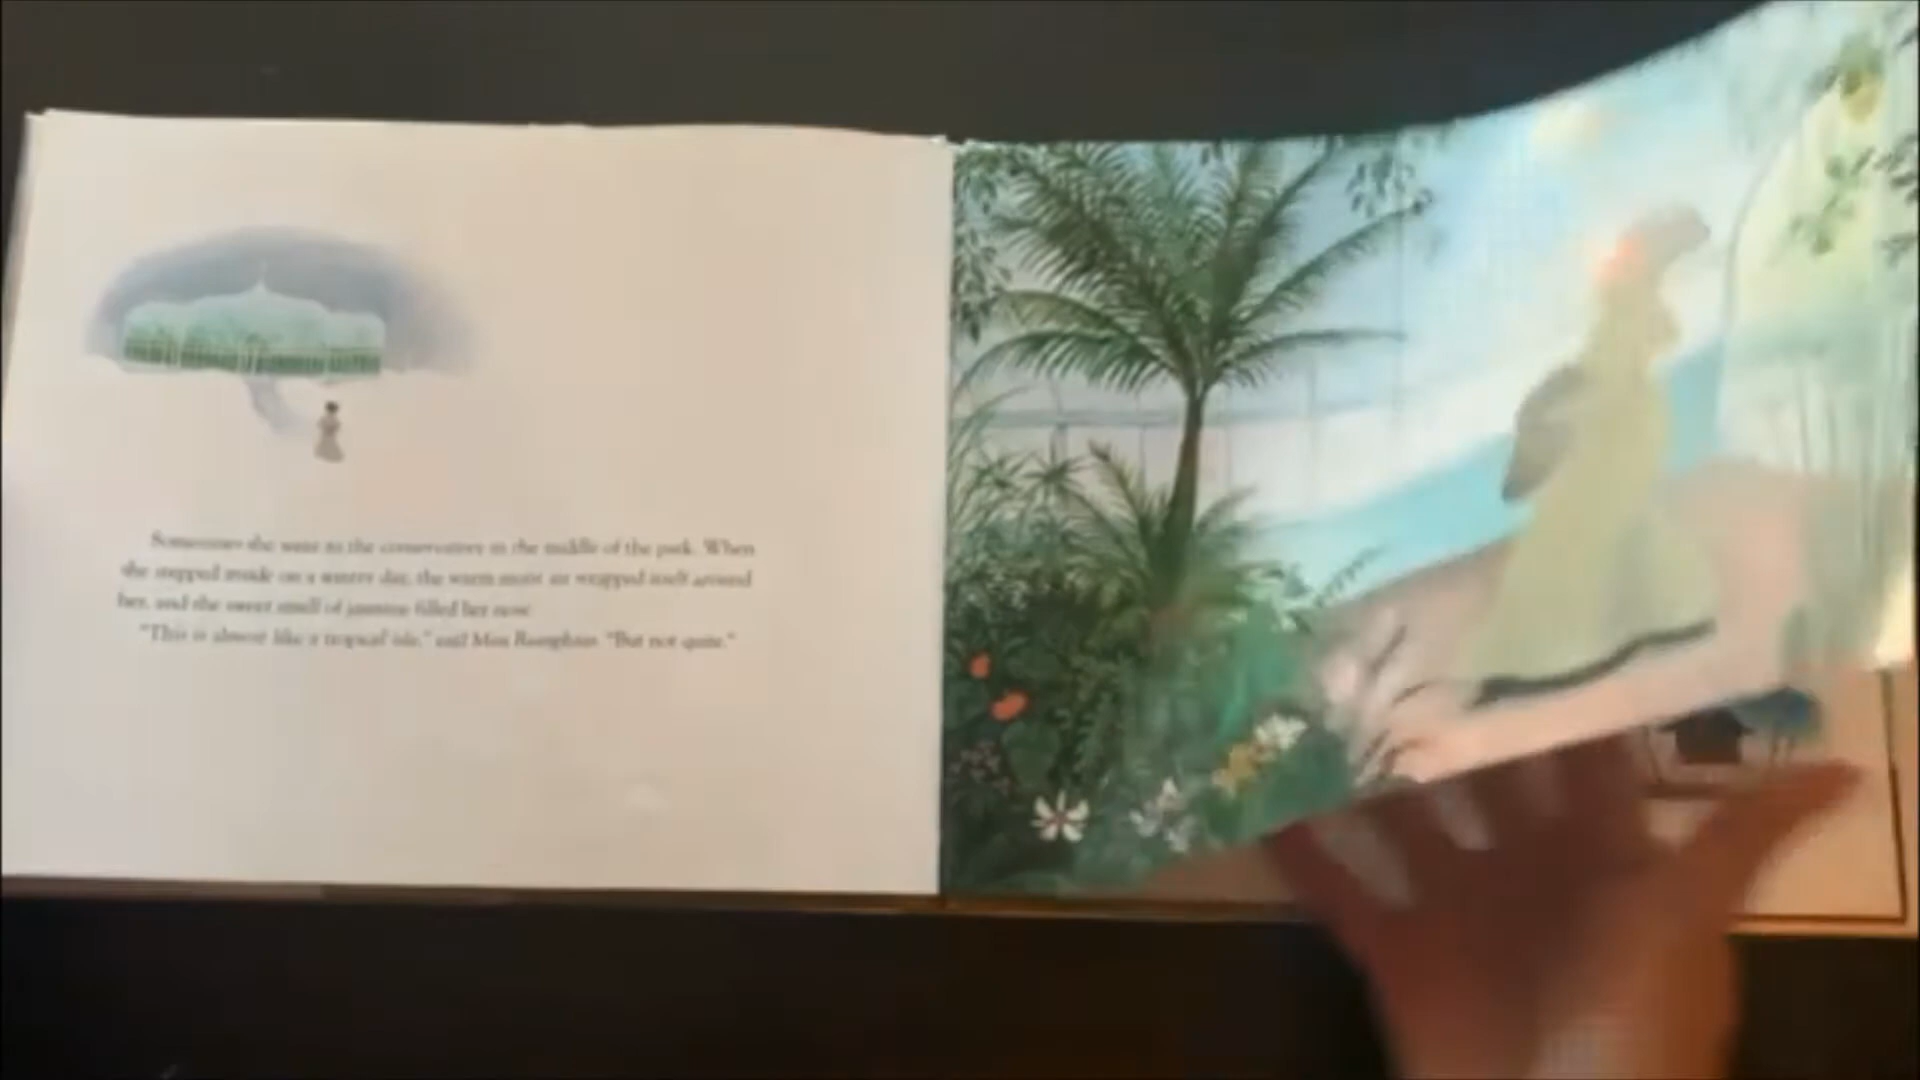 Sometimes she went to the conservatory in the middle of the park. When
she stepped inside on a winter day, the warm moist air wrapped itself around
her, and the sweet smell of jasmine filled her nose.
"This is almost like a tropical isle," said Miss Rumphius. "But not quite."